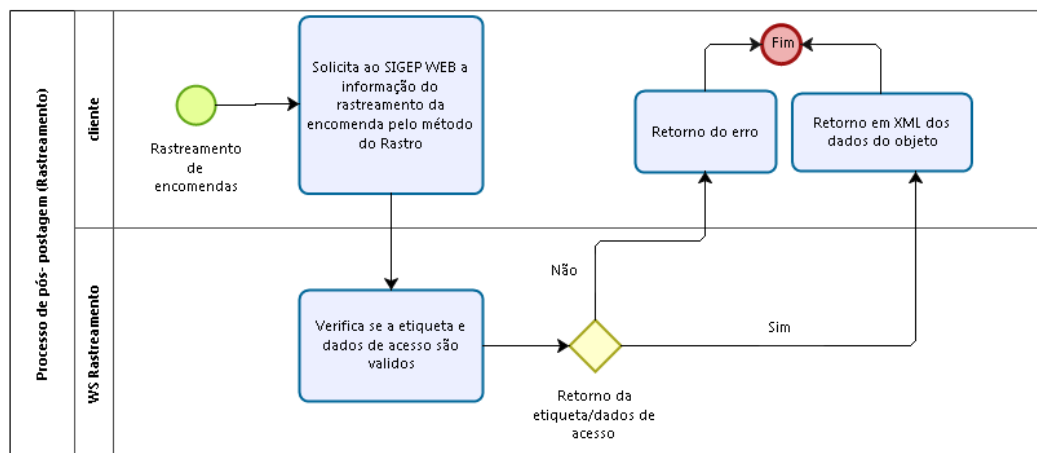 Processo de pós- postagem (Rastreamento)
cliente
Rastreamento
de
encomendas
Solicita ao SIGEP WEB a
informação do
rastreamento da
encomenda pelo método
do Rastro
Retorno do erro
Fim
Retorno em XML dos
dados do objeto
WS Rastreamento
Verifica se a etiqueta e
dados de acesso são
validos
Não
Sim
Retorno da
etiqueta/dados de
acesso